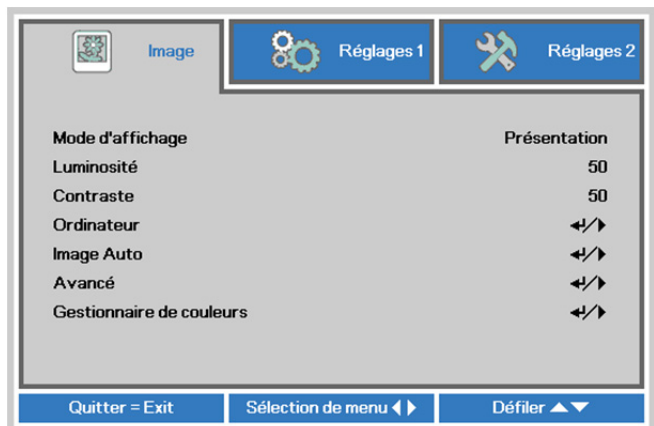 Image Réglages 1 Réglages 2
Mode d'affichage Présentation
Luminosité 50
Contraste 50
Ordinateur
Image Auto
Avancé
Gestionnaire de couleurs
Quitter = Exit Sélection de menu Défiler